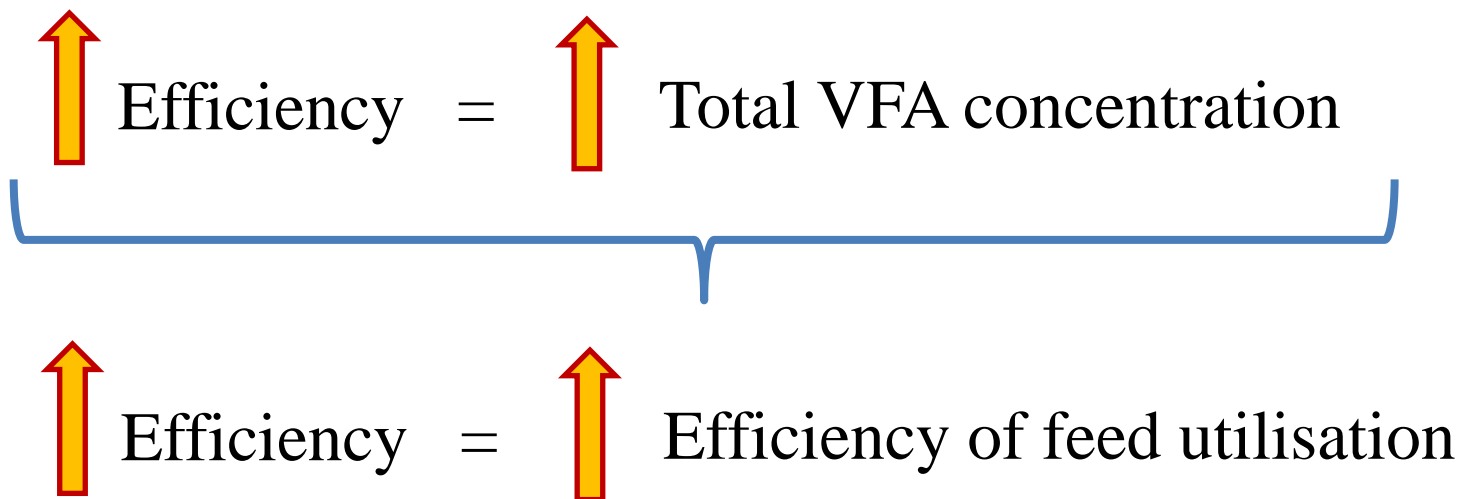 Efficiency = Total VFA concentration
Efficiency = Efficiency of feed utilisation